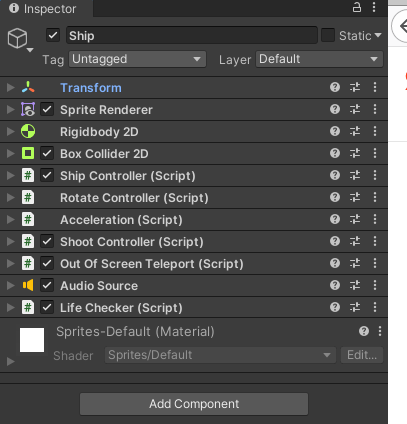 Inspector
Ship
Static
Tag Untagged Layer Default
Transform
Sprite Renderer
Rigidbody 2D
Box Collider 2D
Ship Controller (Script)
Rotate Controller (Script)
Acceleration (Script)
Shoot Controller (Script)
Out Of Screen Teleport (Script)
Audio Source
Life Checker (Script)
Sprites-Default (Material)
Shader Sprites/Default Edit...
Add Component